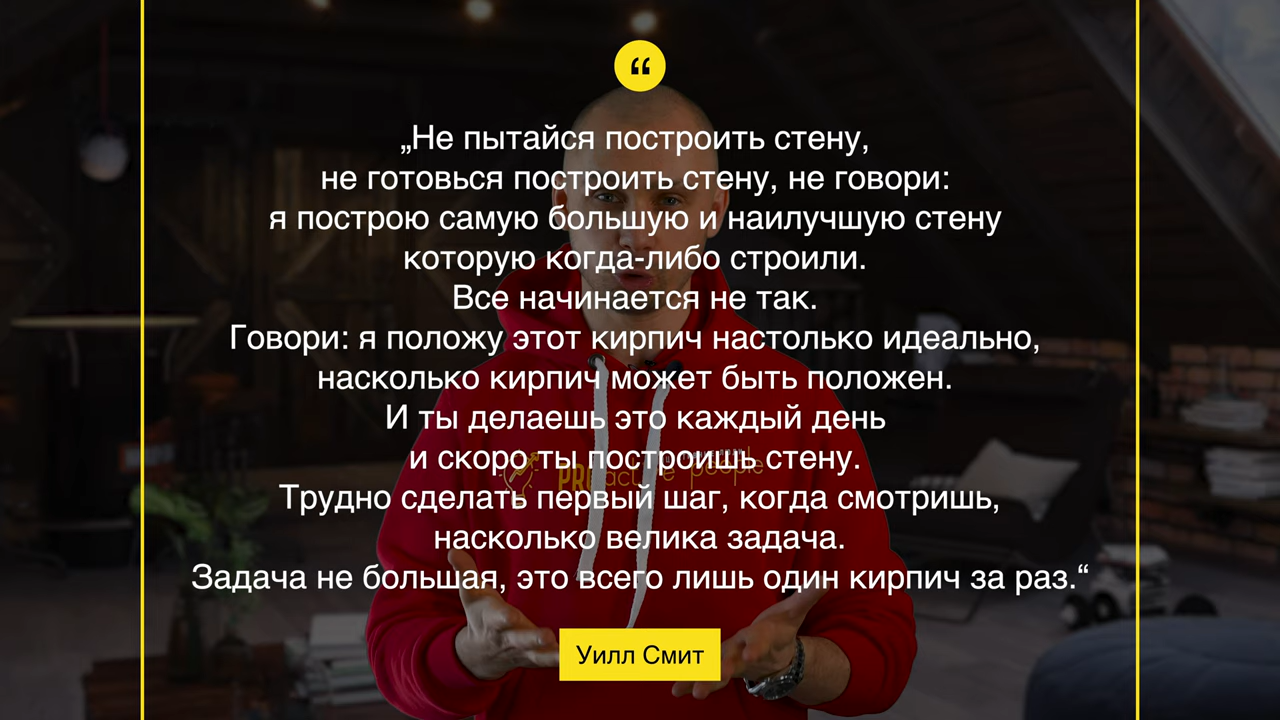 “
„Не пытайся построить стену,
не готовься построить стену, не говори:
я построю самую большую и наилучшую стену
которую когда-либо строили.
Все начинается не так.
Говори: я положу этот кирпич настолько идеально,
насколько кирпич может быть положен.
И ты делаешь это каждый день
и скоро ты построишь стену.
Трудно сделать первый шаг, когда смотришь,
насколько велика задача.
Задача не большая, это всего лишь один кирпич за раз.“
Уилл Смит